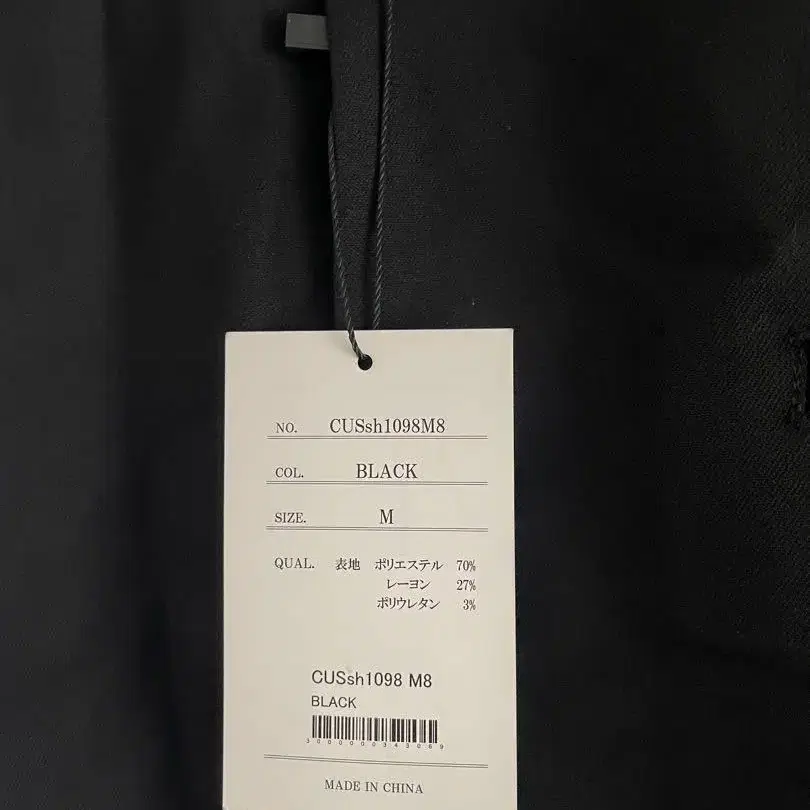 NO. CUSsh1098M8
COL. BLACK
SIZE. M
QUAL. 表地 ポリエステル 70%
レーヨン 27%
ポリウレタン 3%
CUSsh1098 M8
BLACK
3000000343069
MADE IN CHINA